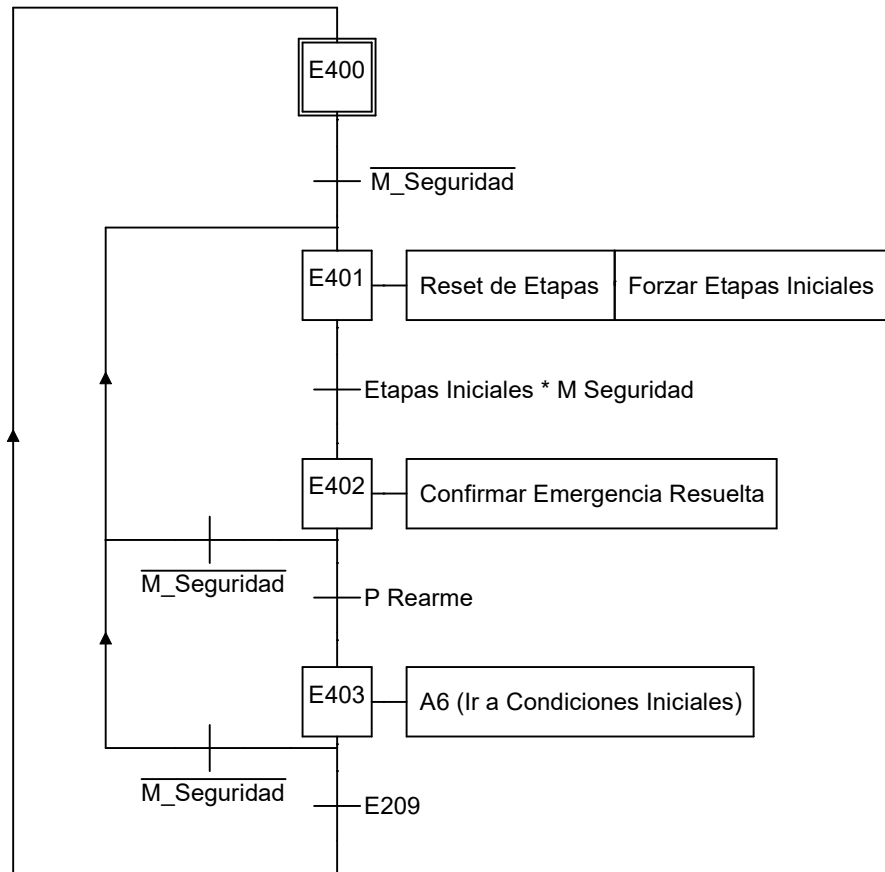 E400
M_Seguridad
E401
Reset de Etapas
Forzar Etapas Iniciales
Etapas Iniciales * M Seguridad
E402
Confirmar Emergencia Resuelta
M_Seguridad
P Rearme
E403
A6 (Ir a Condiciones Iniciales)
M_Seguridad
E209